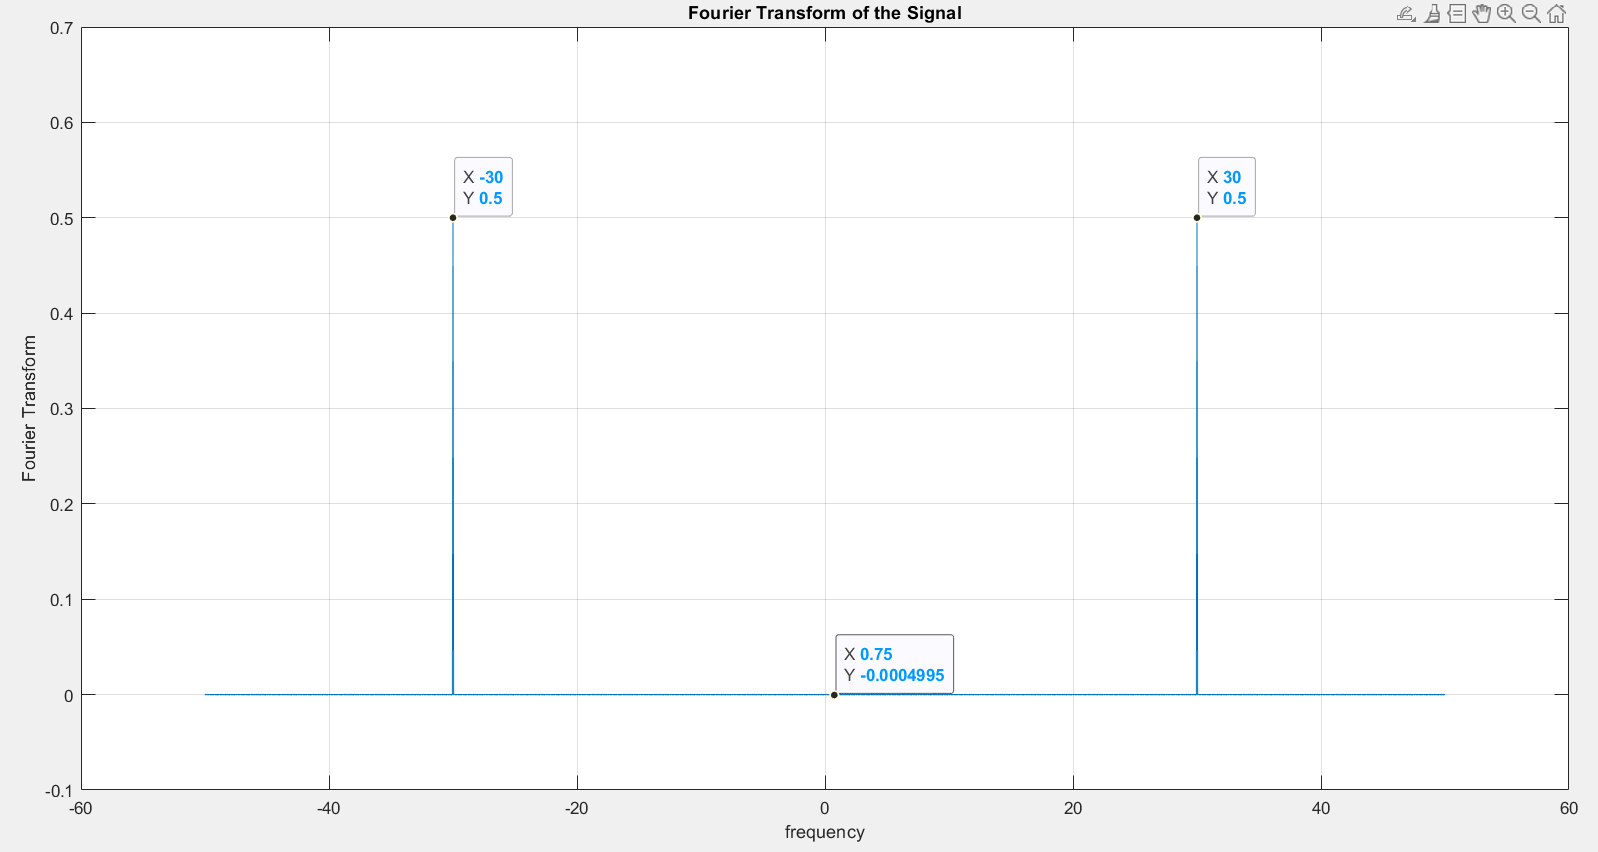 Fourier Transform of the Signal
0.7
0.6
0.5
0.4
0.3
0.2
0.1
0
-0.1
Fourier Transform
X -30
Y 0.5
X 30
Y 0.5
X 0.75
Y -0.0004995
-60 -40 -20 0 20 40 60
frequency